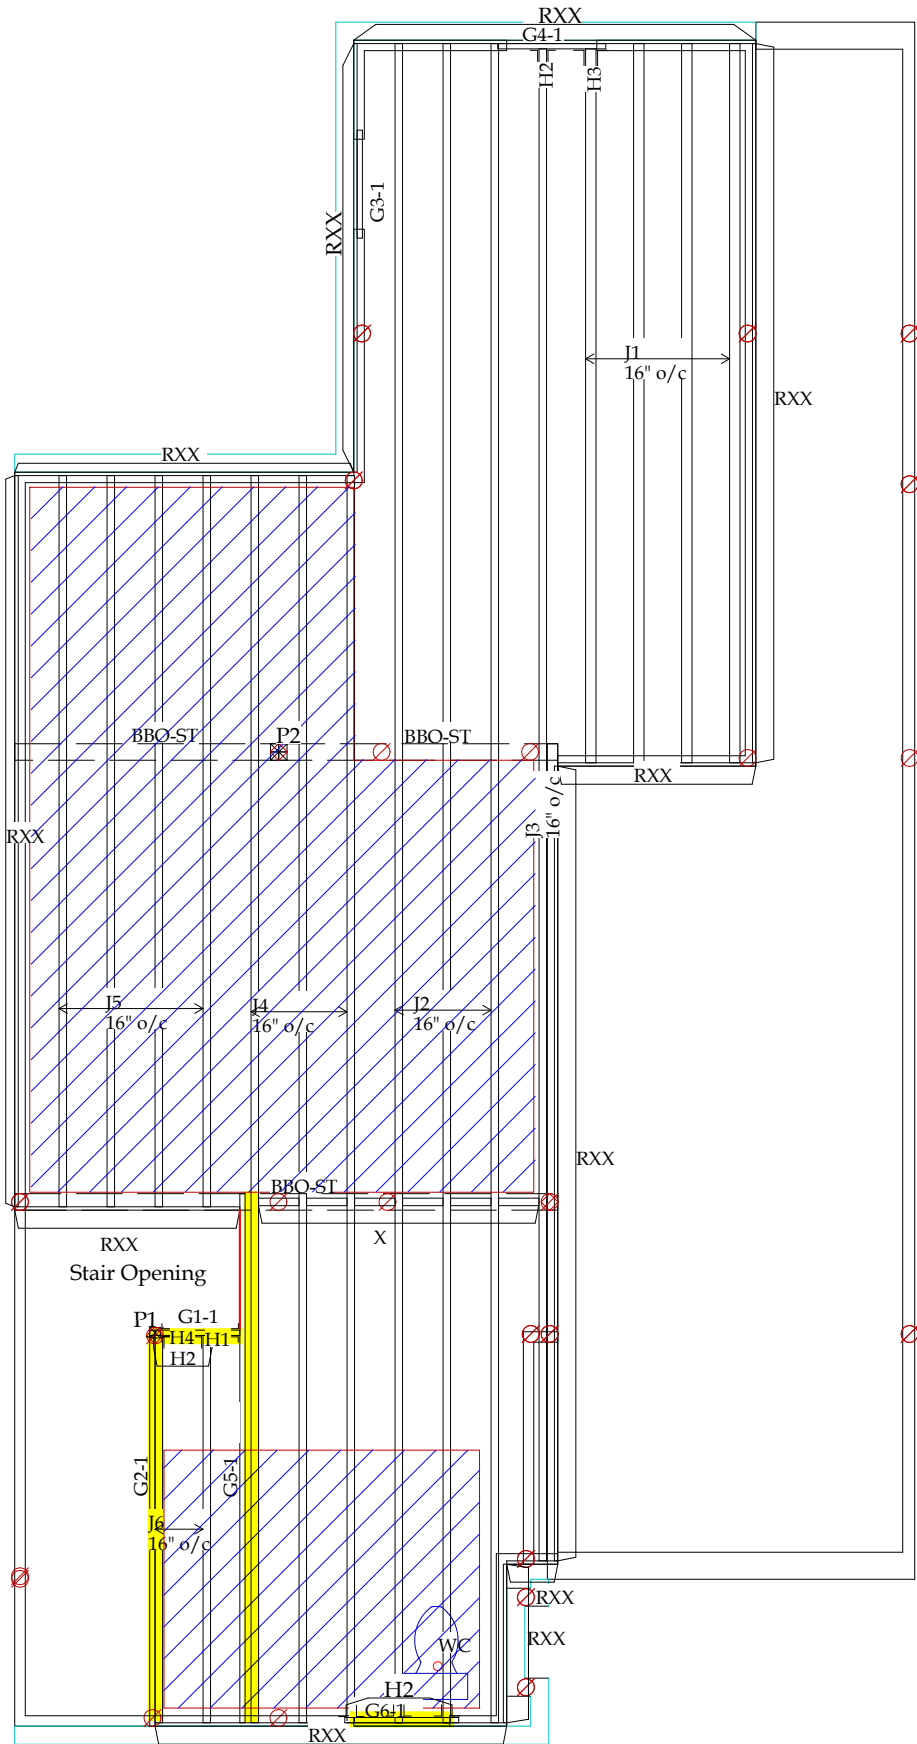 RXX
G4-1
H2
H3
G3-1
RXX
J1
16" o/c
RXX
RXX
BBO-ST
P2
BBO-ST
RXX
J3
16" o/c
RXX
J5
16" o/c
J4
16" o/c
J2
16" o/c
RXX
BBO-ST
X
RXX
Stair Opening
P1
G1-1
H4
H1
H2
G2-1
G5-1
J6
16" o/c
RXX
WC
RXX
H2
G6-1
RXX